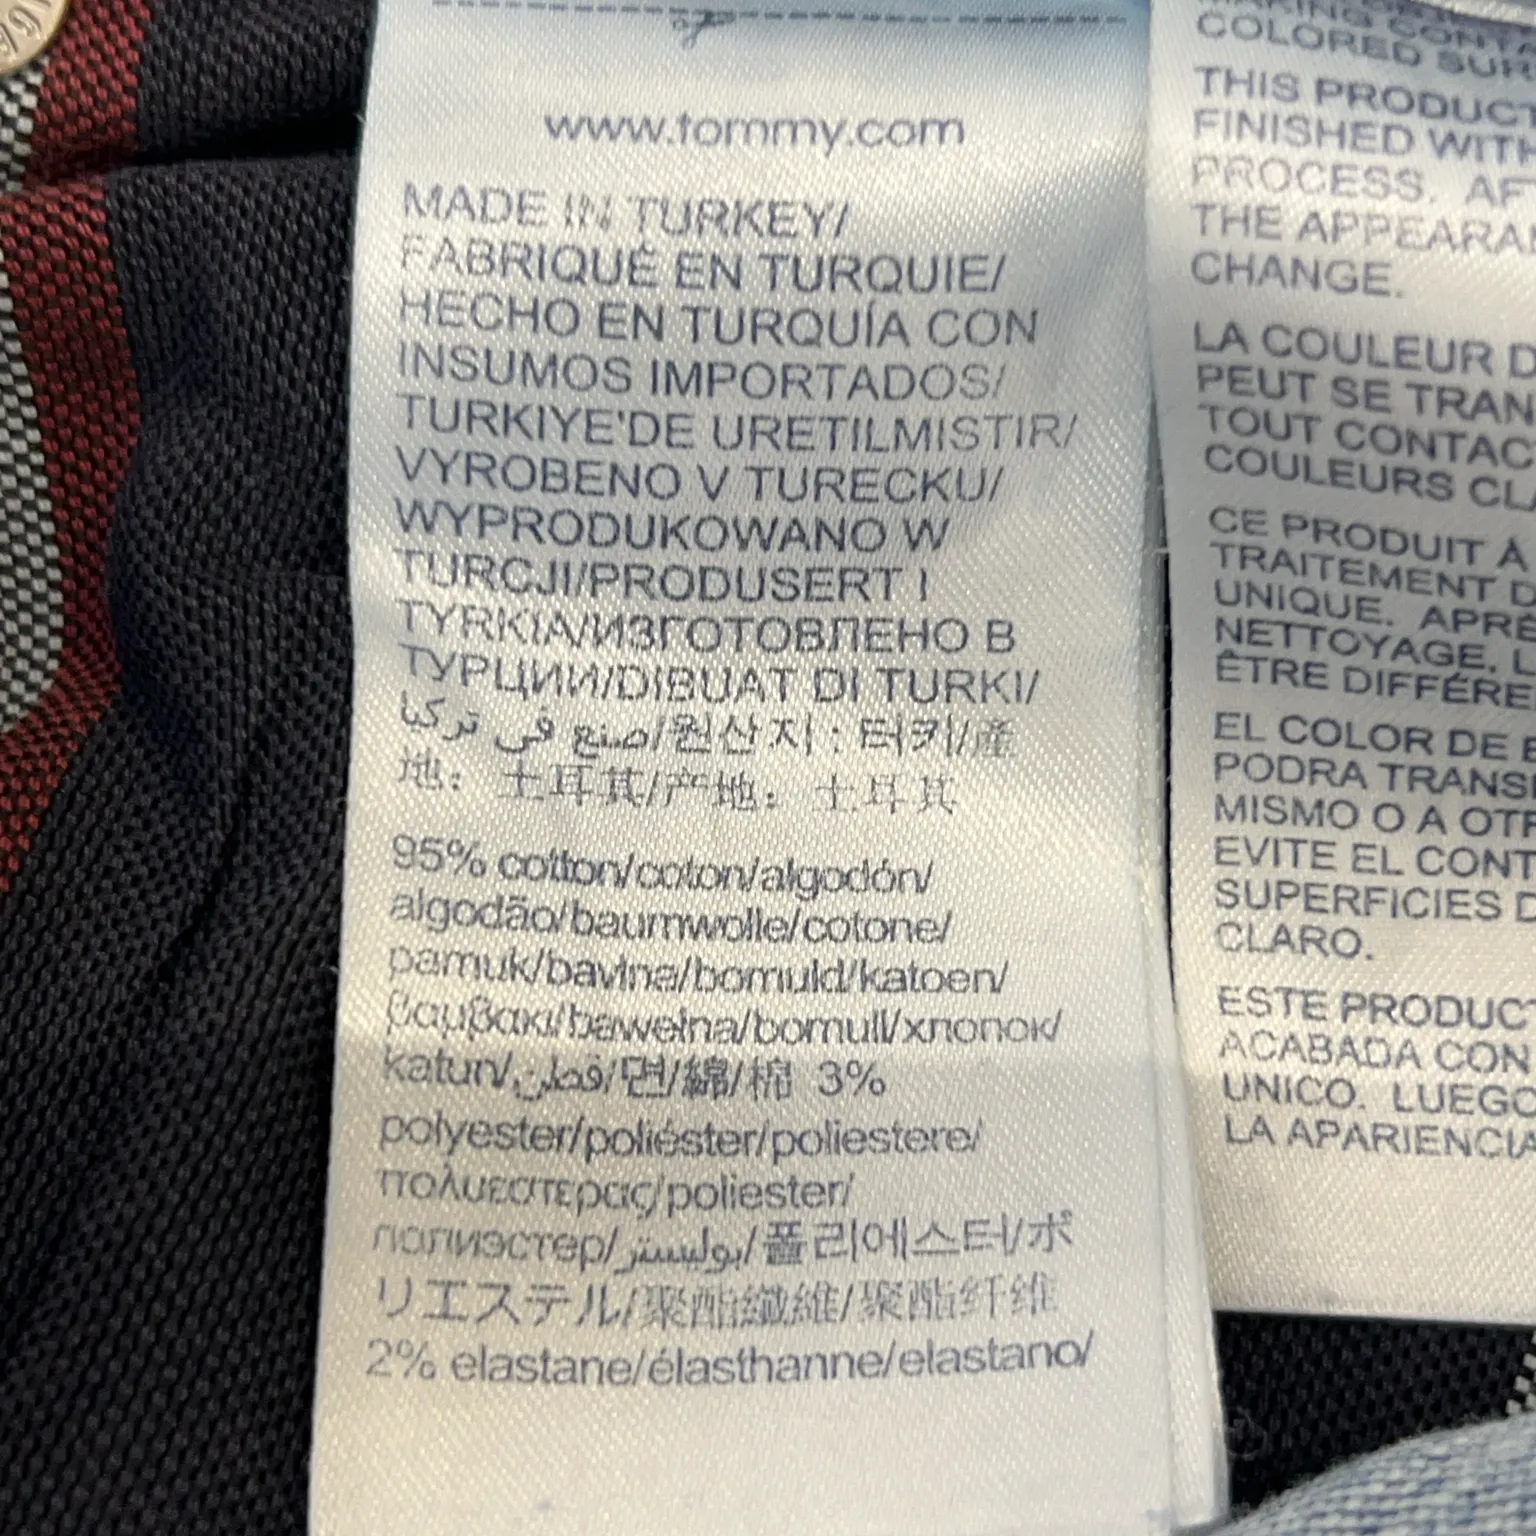 www.tommy.com
MADE IN TURKEY/
FABRIQUÉ EN TURQUIE/
HECHO EN TURQUÍA CON
INSUMOS IMPORTADOS/
TURKIYE'DE URETILMISTIR/
VYROBENO V TURECKU/
WYPRODUKOWANO W
TURCJI/PRODUSERT I
TYRKIA/ИЗГОТОВЛЕНО В
ТУРЦИИ/DIBUAT DI TURKI/
صنع في تركيا/원산지: 터키/産
地: 土耳其/产地: 土耳其
95% cotton/coton/algodón/
algodão/baumwolle/cotone/
pamuk/bavlna/bomuld/katoen/
βαμβακι/bawełna/bomull/хлопок/
katun/قطن/면/綿/棉 3%
polyester/poliéster/poliestere/
πολυεστερας/poliester/
полиэстер/بوليستر/폴리에스터/ポ
リエステル/聚酯纖維/聚酯纤维
2% elastane/élasthanne/elastano/
COLORED SUR
THIS PRODUCT
FINISHED WITH
PROCESS. AF
THE APPEARAN
CHANGE.
LA COULEUR D
PEUT SE TRAN
TOUT CONTAC
COULEURS CLA
CE PRODUIT À
TRAITEMENT D
UNIQUE. APRÈ
NETTOYAGE, L
ÊTRE DIFFÉRE
EL COLOR DE E
PODRA TRANSF
MISMO O A OTR
EVITE EL CONT
SUPERFICIES D
CLARO.
ESTE PRODUCT
ACABADA CON
UNICO. LUEGO
LA APARIENCIA